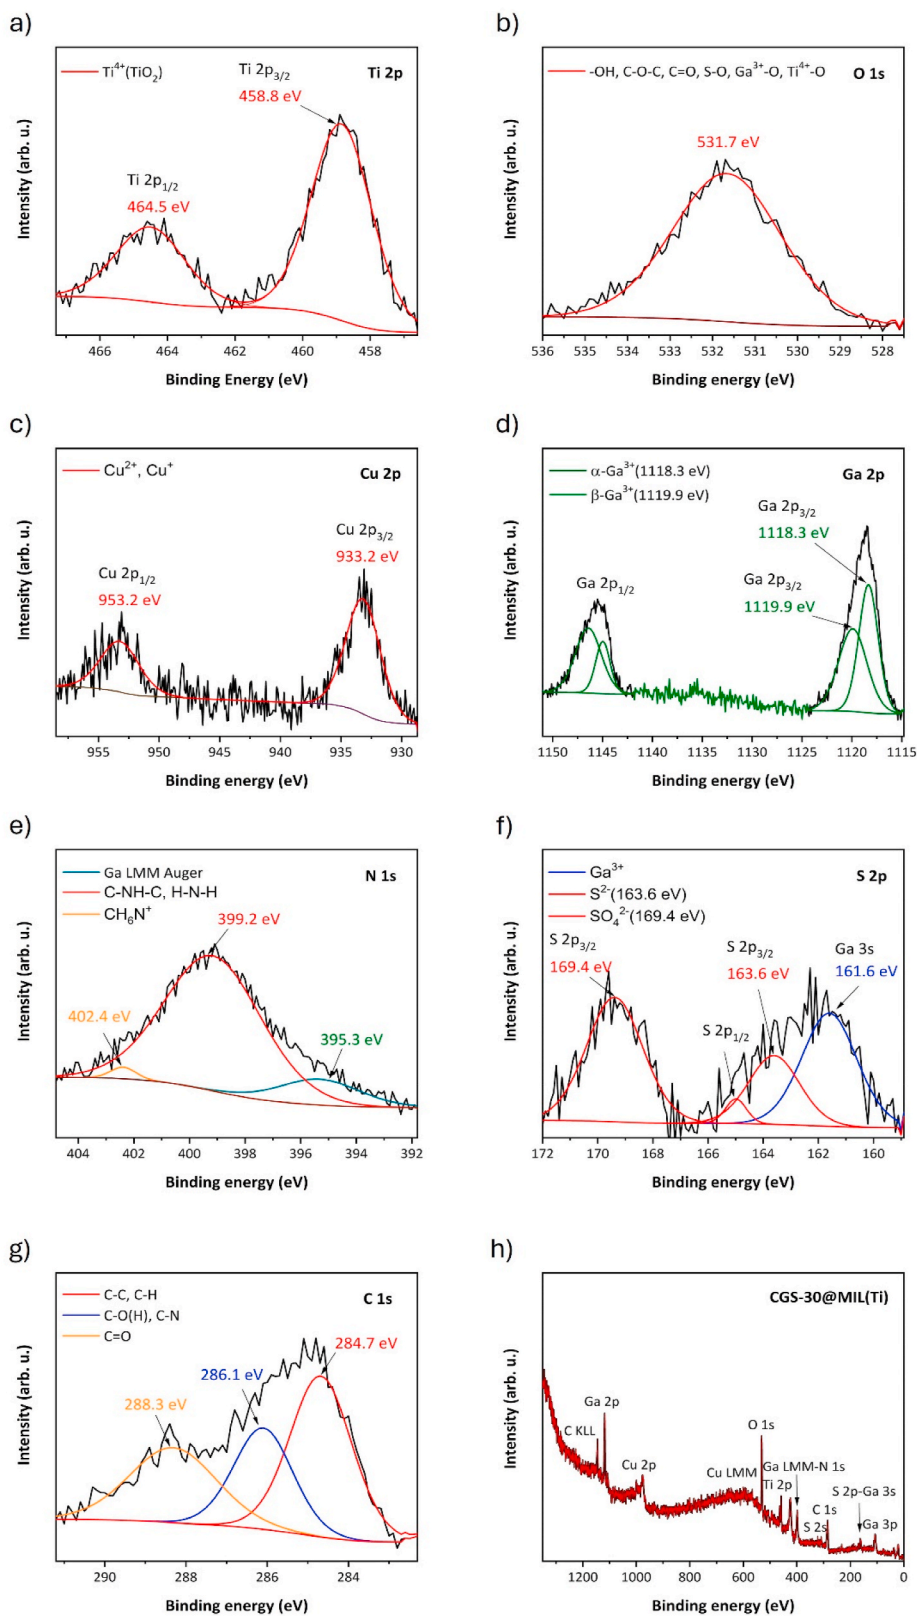 a)
Ti⁴⁺(TiO₂)
Ti 2p
Ti 2p₃/₂
458.8 eV
Ti 2p₁/₂
464.5 eV
Intensity (arb. u.)
466 464 462 460 458
Binding Energy (eV)
b)
-OH, C-O-C, C=O, S-O, Ga³⁺-O, Ti⁴⁺-O
O 1s
531.7 eV
Intensity (arb. u.)
536 535 534 533 532 531 530 529 528
Binding energy (eV)
c)
Cu²⁺, Cu⁺
Cu 2p
Cu 2p₃/₂
933.2 eV
Cu 2p₁/₂
953.2 eV
Intensity (arb. u.)
955 950 945 940 935 930
Binding energy (eV)
d)
α-Ga³⁺(1118.3 eV)
β-Ga³⁺(1119.9 eV)
Ga 2p
Ga 2p₃/₂
1118.3 eV
Ga 2p₃/₂
1119.9 eV
Ga 2p₁/₂
Intensity (arb. u.)
1150 1145 1140 1135 1130 1125 1120 1115
Binding energy (eV)
e)
Ga LMM Auger
C-NH-C, H-N-H
CH₆N⁺
N 1s
399.2 eV
402.4 eV
395.3 eV
Intensity (arb. u.)
404 402 400 398 396 394 392
Binding energy (eV)
f)
Ga³⁺
S²⁻(163.6 eV)
SO₄²⁻(169.4 eV)
S 2p
S 2p₃/₂
169.4 eV
S 2p₃/₂
163.6 eV
Ga 3s
161.6 eV
S 2p₁/₂
Intensity (arb. u.)
172 170 168 166 164 162 160
Binding energy (eV)
g)
C-C, C-H
C-O(H), C-N
C=O
C 1s
284.7 eV
286.1 eV
288.3 eV
Intensity (arb. u.)
290 288 286 284
Binding energy (eV)
h)
CGS-30@MIL(Ti)
Ga 2p
C KLL
Cu 2p
Cu LMM
O 1s
Ga LMM-N 1s
Ti 2p
S 2p-Ga 3s
C 1s
S 2s
Ga 3p
Intensity (arb. u.)
1200 1000 800 600 400 200 0
Binding energy (eV)